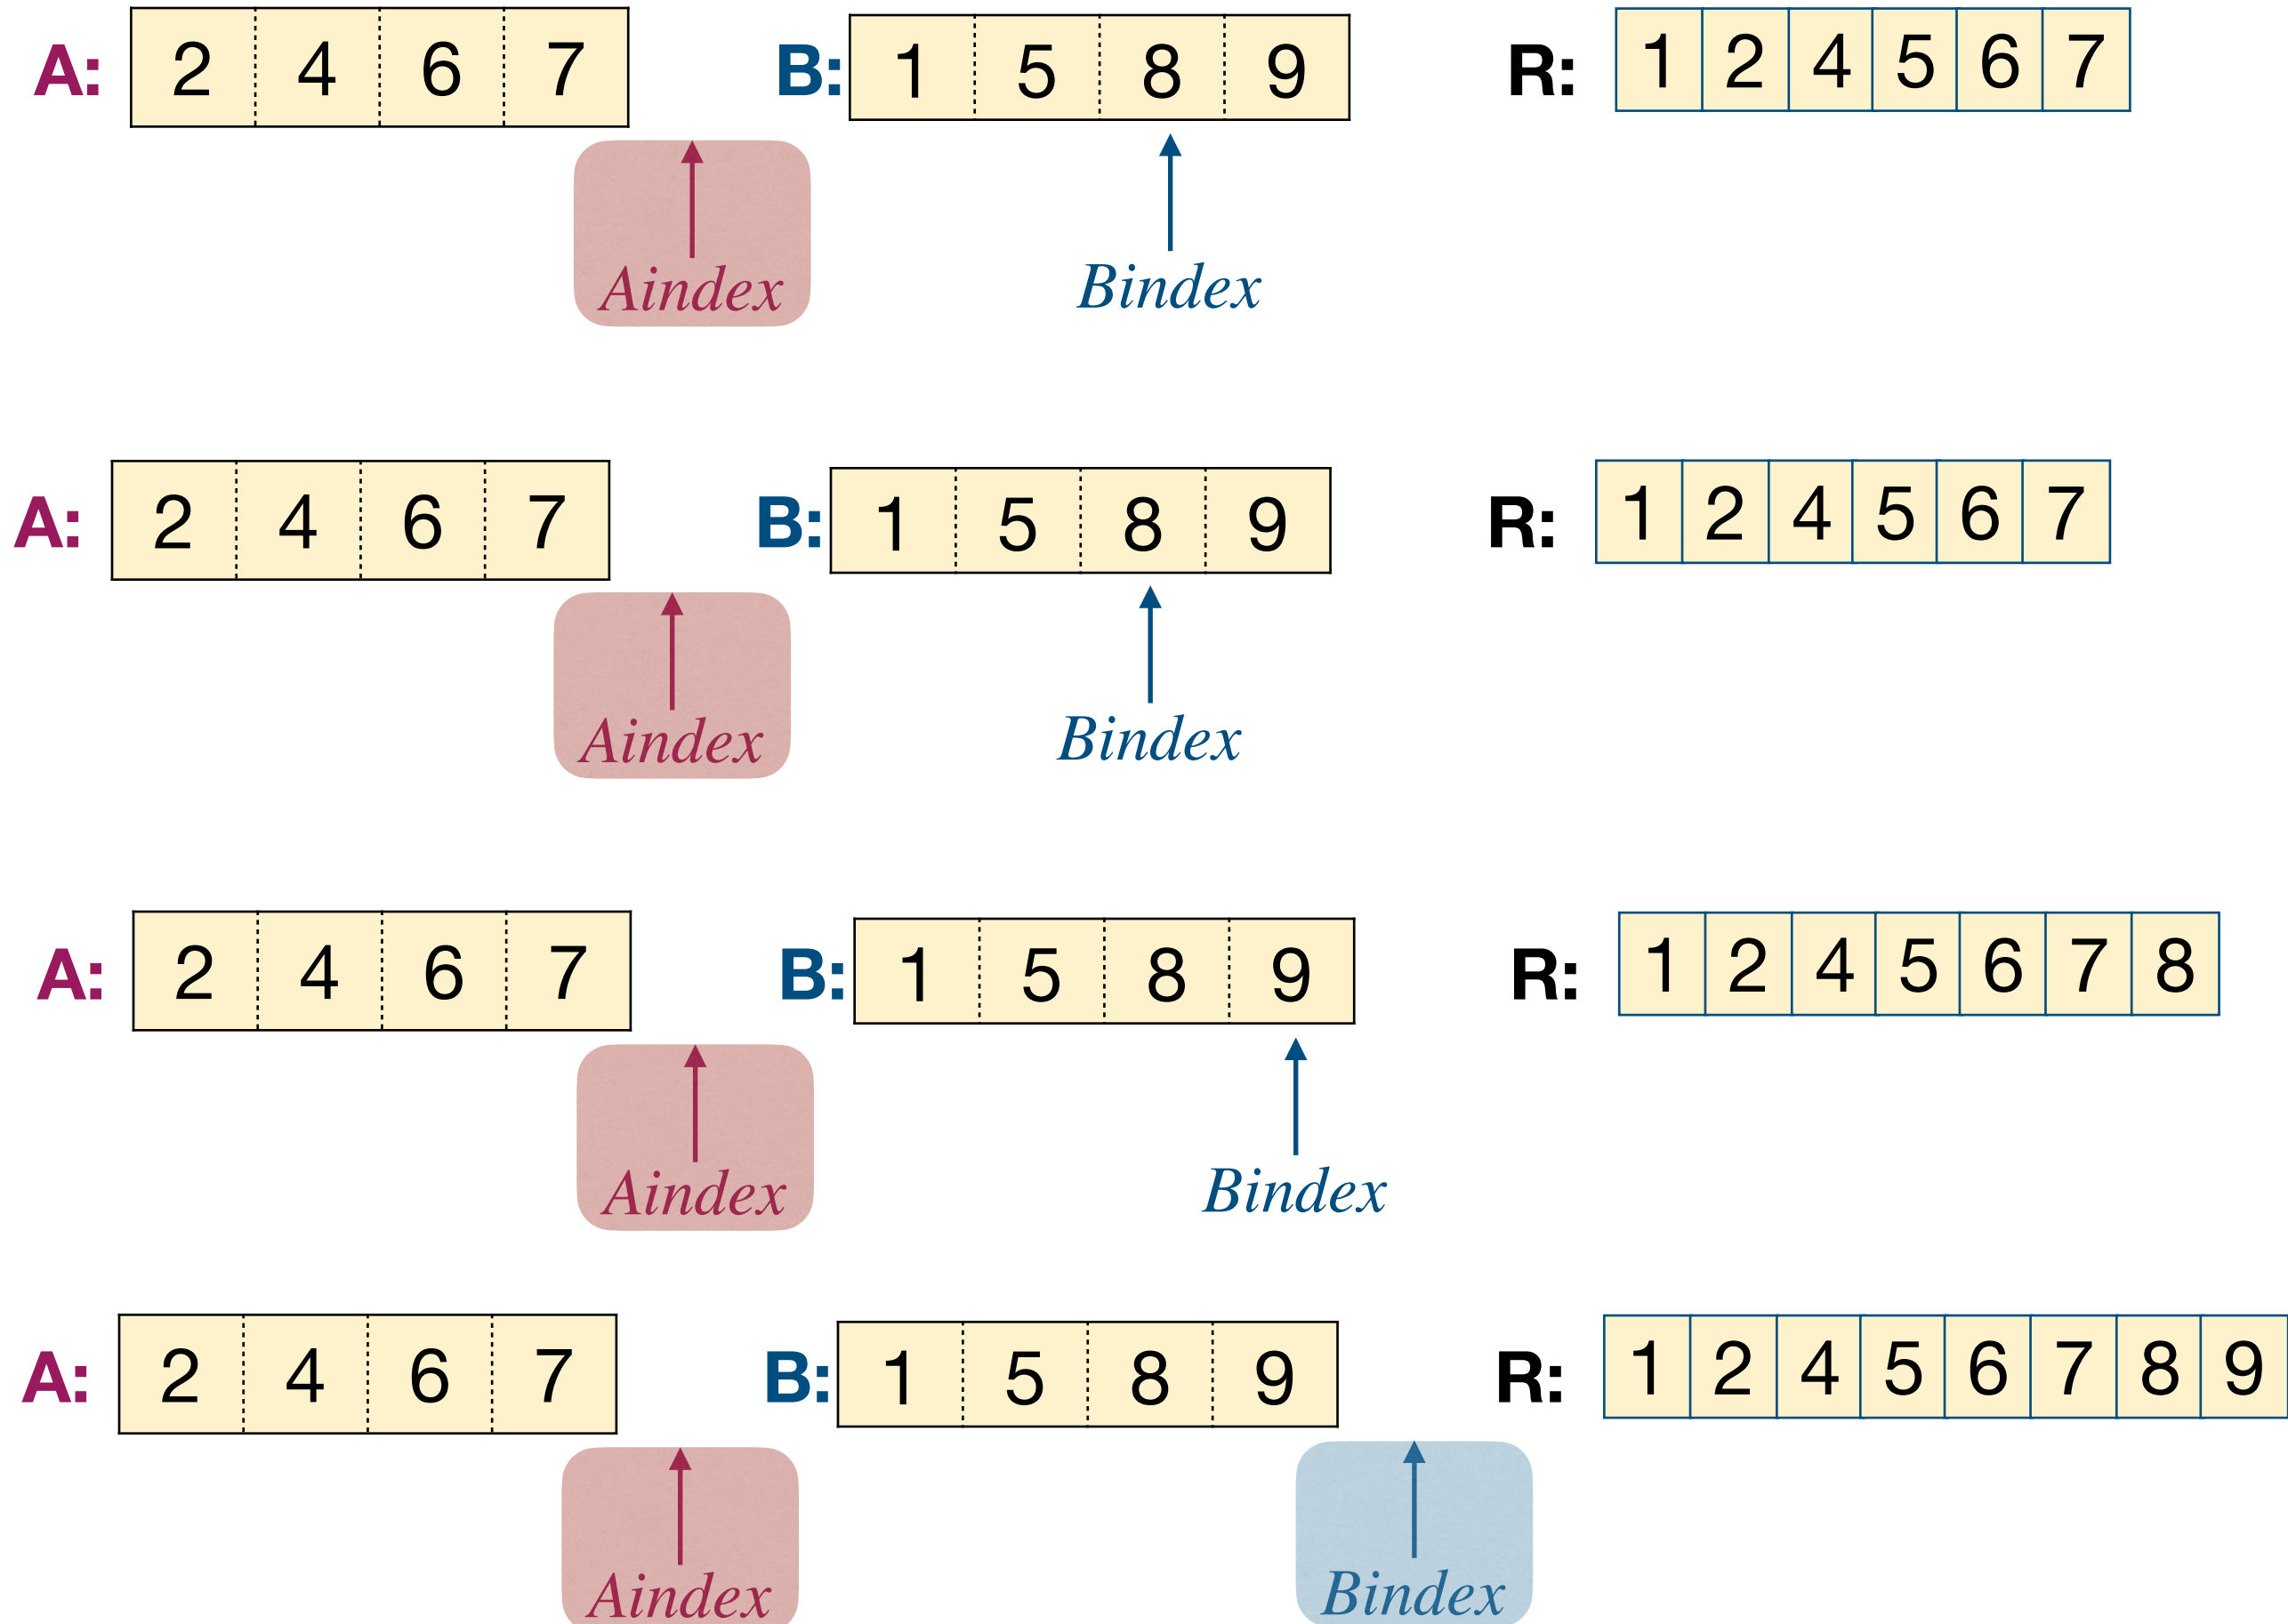 A: 2 4 6 7 B: 1 5 8 9 R: 1 2 4 5 6 7
Aindex Bindex
A: 2 4 6 7 B: 1 5 8 9 R: 1 2 4 5 6 7
Aindex Bindex
A: 2 4 6 7 B: 1 5 8 9 R: 1 2 4 5 6 7 8
Aindex Bindex
A: 2 4 6 7 B: 1 5 8 9 R: 1 2 4 5 6 7 8 9
Aindex Bindex